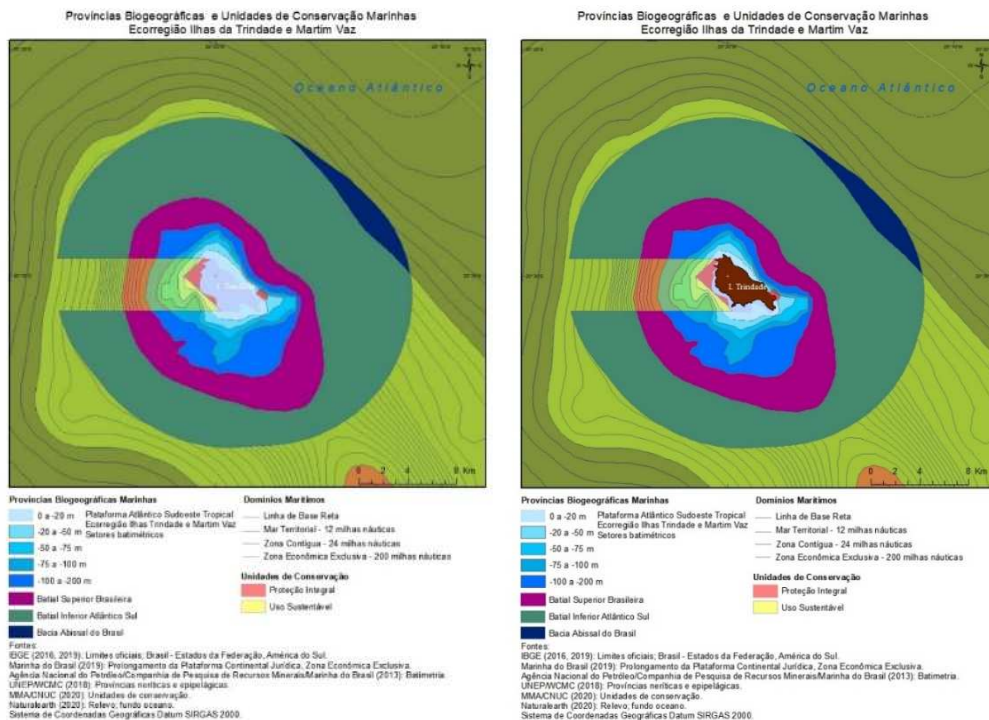 Províncias Biogeográficas e Unidades de Conservação Marinhas
Ecorregião Ilhas da Trindade e Martim Vaz
Oceano Atlântico
I. Trindade
0 2 4 8 Km
Províncias Biogeográficas Marinhas
0 a -20 m
-20 a -50 m
-50 a -75 m
-75 a -100 m
-100 a -200 m
Plataforma Atlântico Sudoeste Tropical
Ecorregião Ilhas Trindade e Martim Vaz
Setores batimétricos
Batial Superior Brasileira
Batial Inferior Atlântico Sul
Bacia Abissal do Brasil
Domínios Marítimos
Linha de Base Reta
Mar Territorial - 12 milhas náuticas
Zona Contígua - 24 milhas náuticas
Zona Econômica Exclusiva - 200 milhas náuticas
Unidades de Conservação
Proteção Integral
Uso Sustentável
Fontes:
IBGE (2016, 2019): Limites oficiais; Brasil - Estados da Federação, América do Sul.
Marinha do Brasil (2019): Prolongamento da Plataforma Continental Jurídica, Zona Econômica Exclusiva.
Agência Nacional do Petróleo/Companhia de Pesquisa de Recursos Minerais/Marinha do Brasil (2013): Batimetria.
UNEP/WCMC (2018): Províncias neríticas e epipelágicas.
MMA/CNUC (2020): Unidades de conservação.
Naturalearth (2020): Relevo, fundo oceano.
Sistema de Coordenadas Geográficas Datum SIRGAS 2000.
Províncias Biogeográficas e Unidades de Conservação Marinhas
Ecorregião Ilhas da Trindade e Martim Vaz
Oceano Atlântico
I. Trindade
0 2 4 8 Km
Províncias Biogeográficas Marinhas
0 a -20 m
-20 a -50 m
-50 a -75 m
-75 a -100 m
-100 a -200 m
Plataforma Atlântico Sudoeste Tropical
Ecorregião Ilhas Trindade e Martim Vaz
Setores batimétricos
Batial Superior Brasileira
Batial Inferior Atlântico Sul
Bacia Abissal do Brasil
Domínios Marítimos
Linha de Base Reta
Mar Territorial - 12 milhas náuticas
Zona Contígua - 24 milhas náuticas
Zona Econômica Exclusiva - 200 milhas náuticas
Unidades de Conservação
Proteção Integral
Uso Sustentável
Fontes:
IBGE (2016, 2019): Limites oficiais; Brasil - Estados da Federação, América do Sul.
Marinha do Brasil (2019): Prolongamento da Plataforma Continental Jurídica, Zona Econômica Exclusiva.
Agência Nacional do Petróleo/Companhia de Pesquisa de Recursos Minerais/Marinha do Brasil (2013): Batimetria.
UNEP/WCMC (2018): Províncias neríticas e epipelágicas.
MMA/CNUC (2020): Unidades de conservação.
Naturalearth (2020): Relevo, fundo oceano.
Sistema de Coordenadas Geográficas Datum SIRGAS 2000.